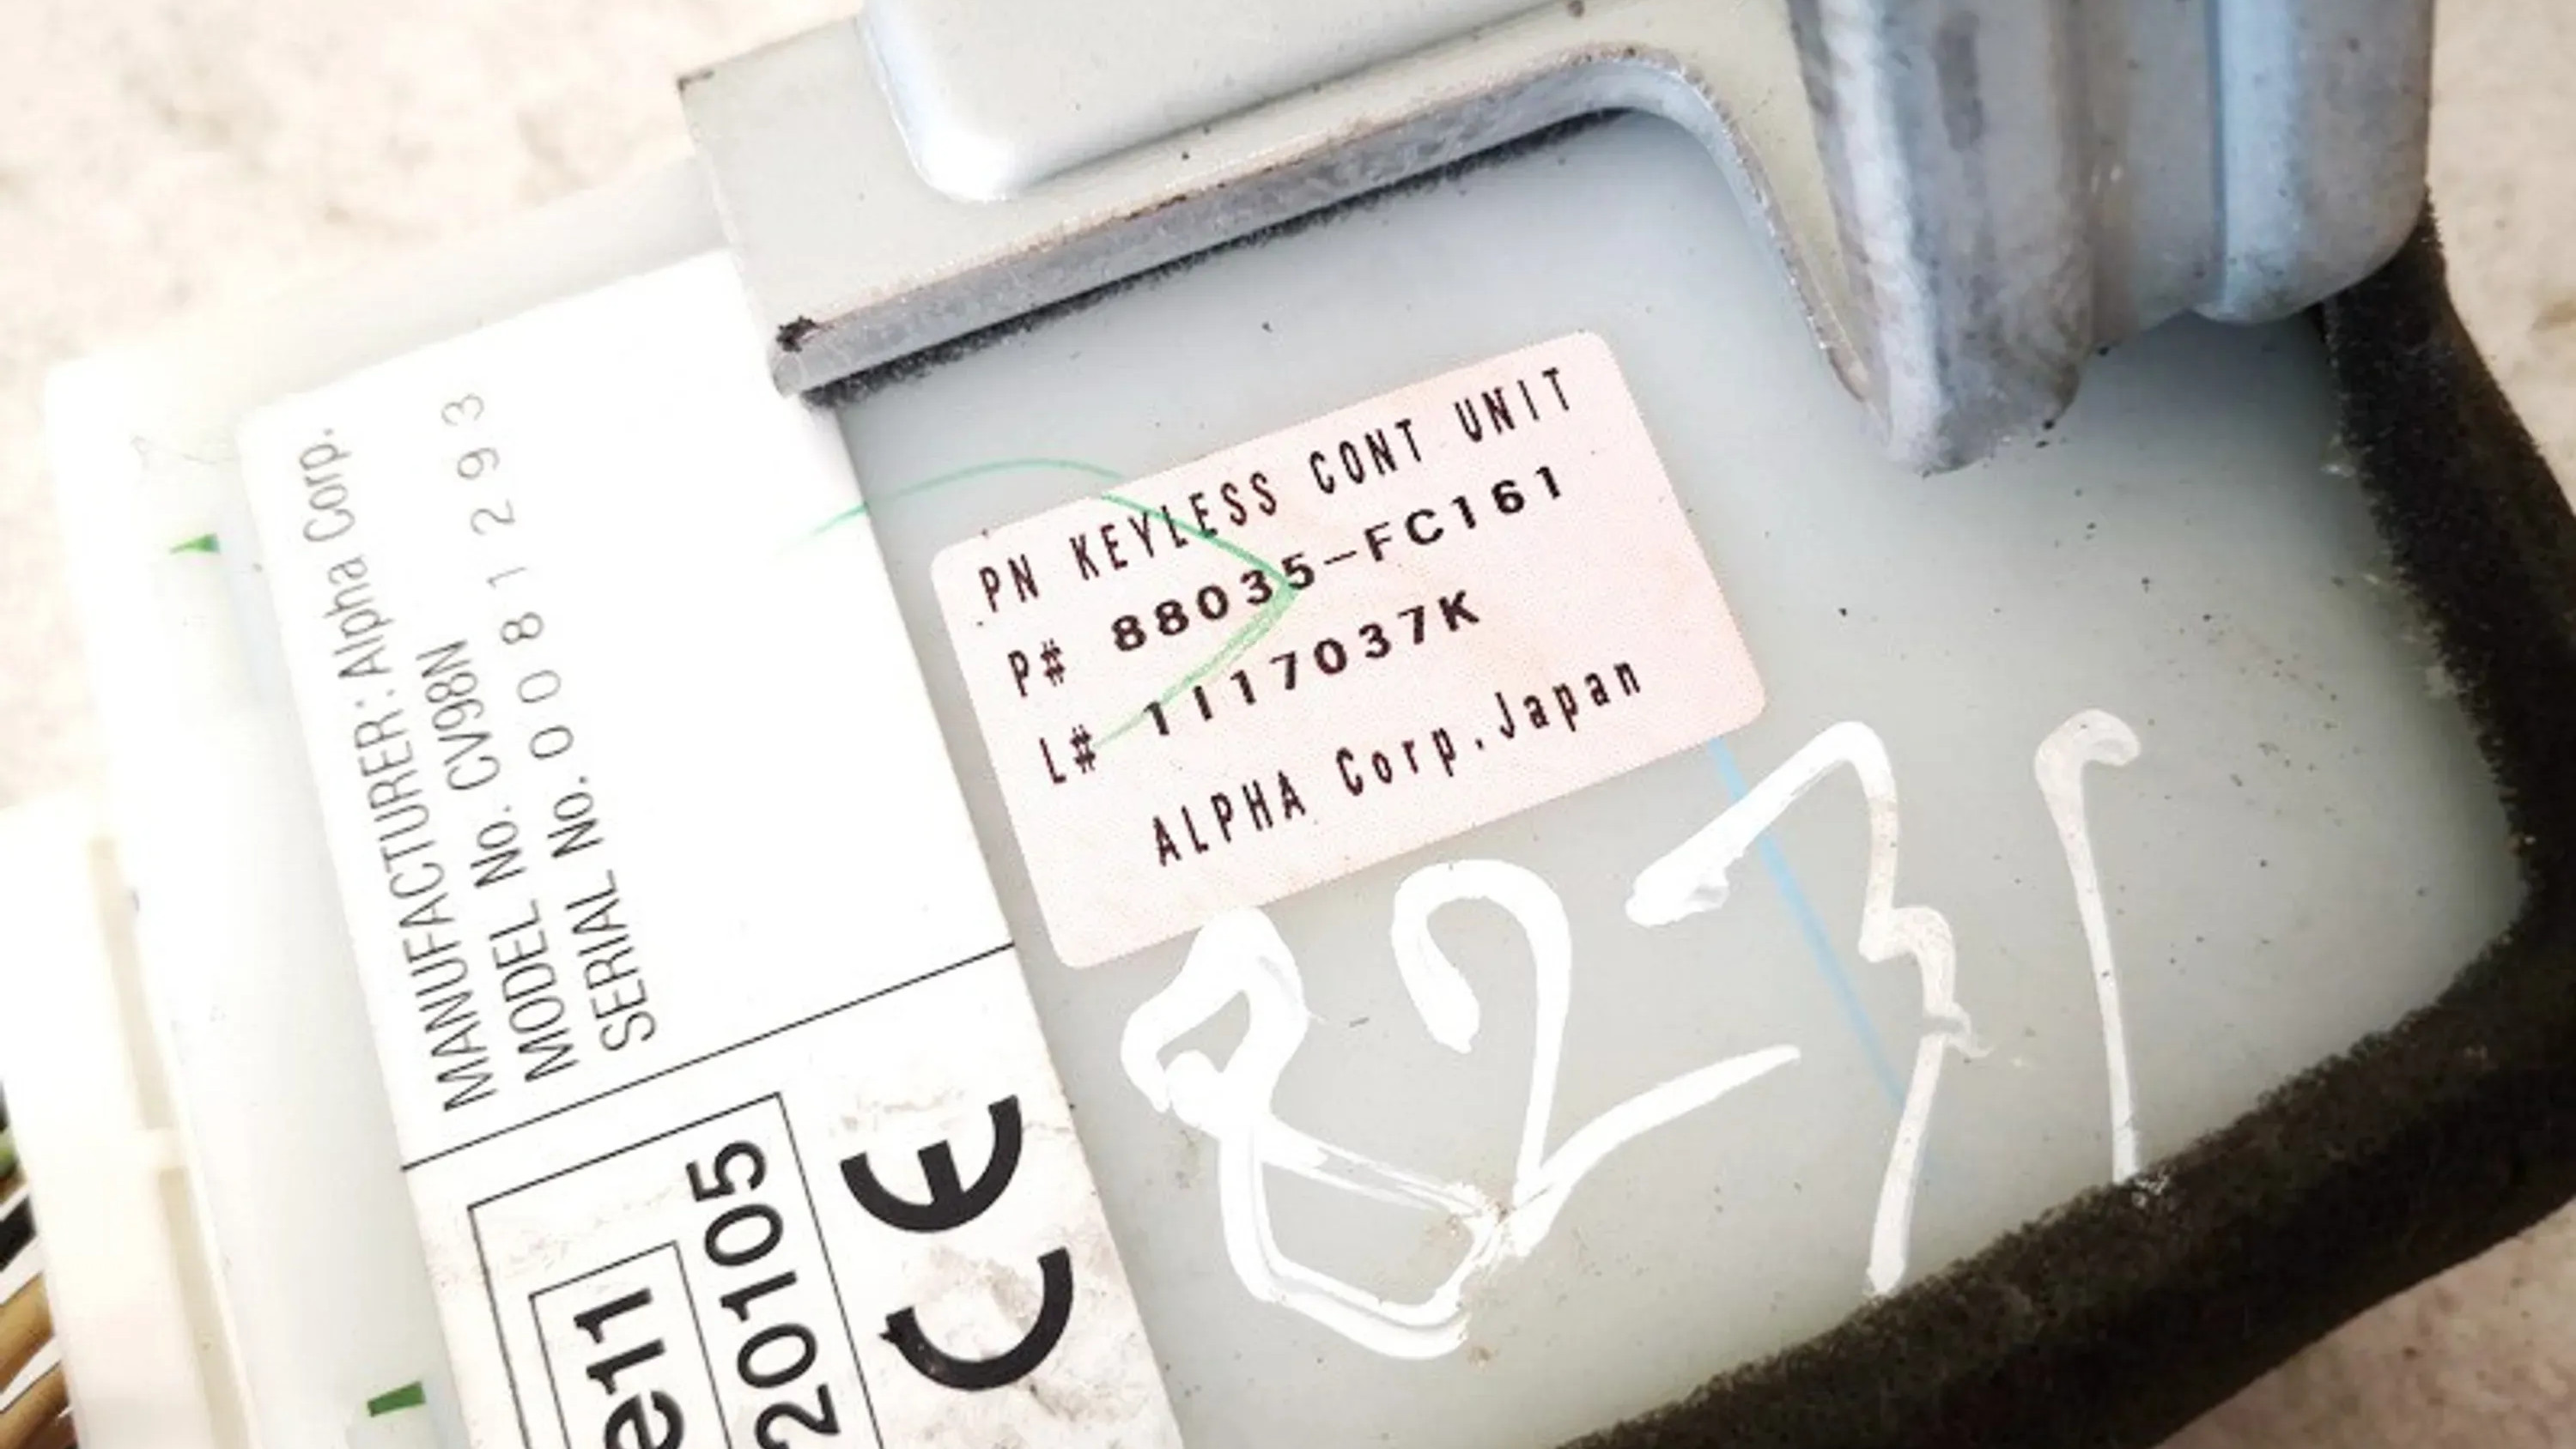 MANUFACTURER: Alpha Corp.
MODEL No. CV98N
SERIAL No. 0081293
e11
20105
CE
PN KEYLESS CONT UNIT
P# 88035-FC161
L# 1117037K
ALPHA Corp.Japan
8231